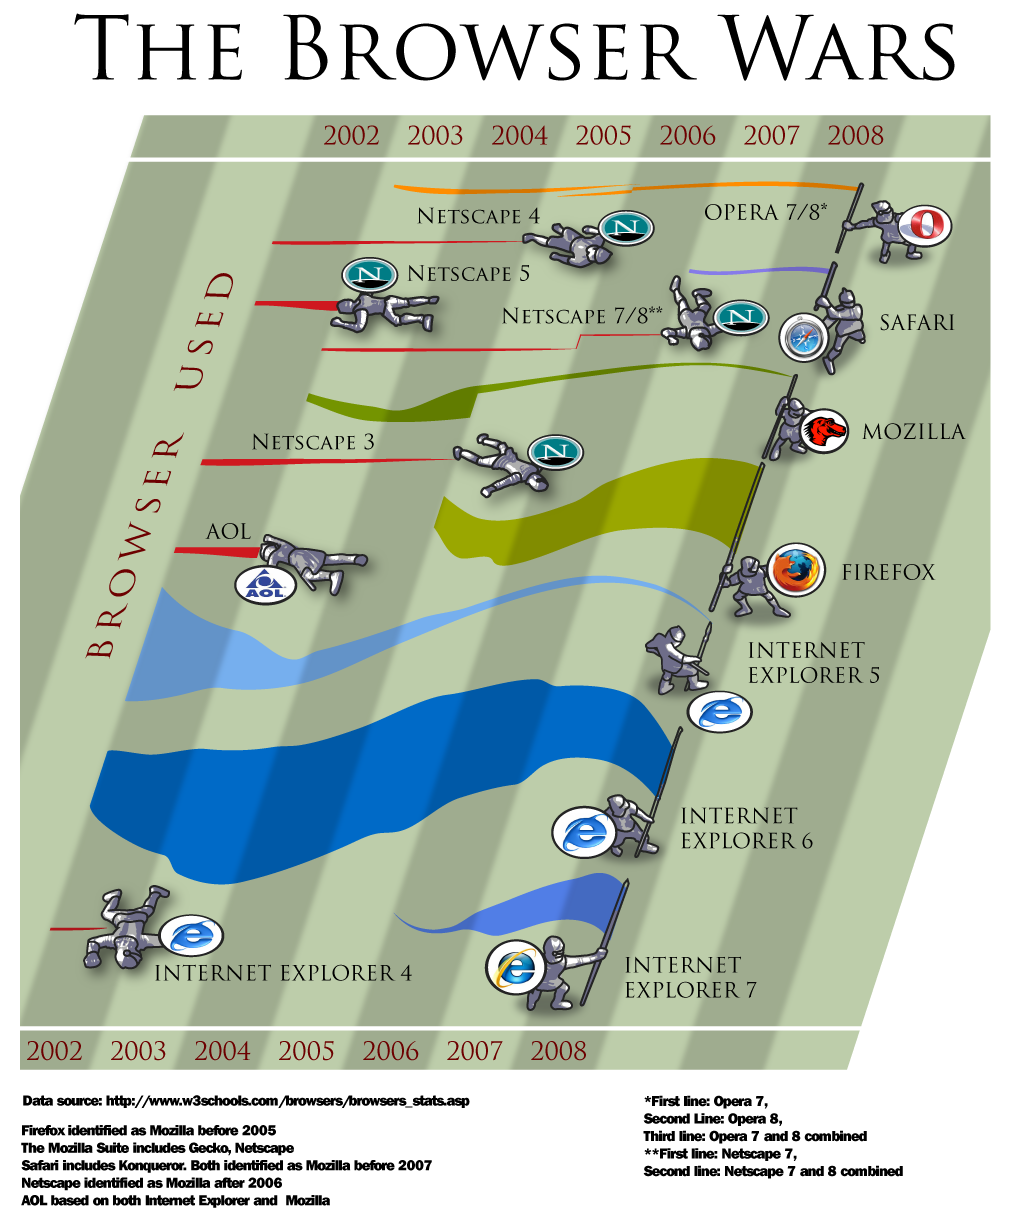 THE BROWSER WARS
2002 2003 2004 2005 2006 2007 2008
BROWSER USED
NETSCAPE 4
OPERA 7/8*
NETSCAPE 5
NETSCAPE 7/8**
SAFARI
MOZILLA
NETSCAPE 3
AOL
AOL
FIREFOX
INTERNET
EXPLORER 5
INTERNET
EXPLORER 6
INTERNET EXPLORER 4
INTERNET
EXPLORER 7
2002 2003 2004 2005 2006 2007 2008
Data source: http://www.w3schools.com/browsers/browsers_stats.asp
Firefox identified as Mozilla before 2005
The Mozilla Suite includes Gecko, Netscape
Safari includes Konqueror. Both identified as Mozilla before 2007
Netscape identified as Mozilla after 2006
AOL based on both Internet Explorer and Mozilla
*First line: Opera 7,
Second Line: Opera 8,
Third line: Opera 7 and 8 combined
**First line: Netscape 7,
Second line: Netscape 7 and 8 combined